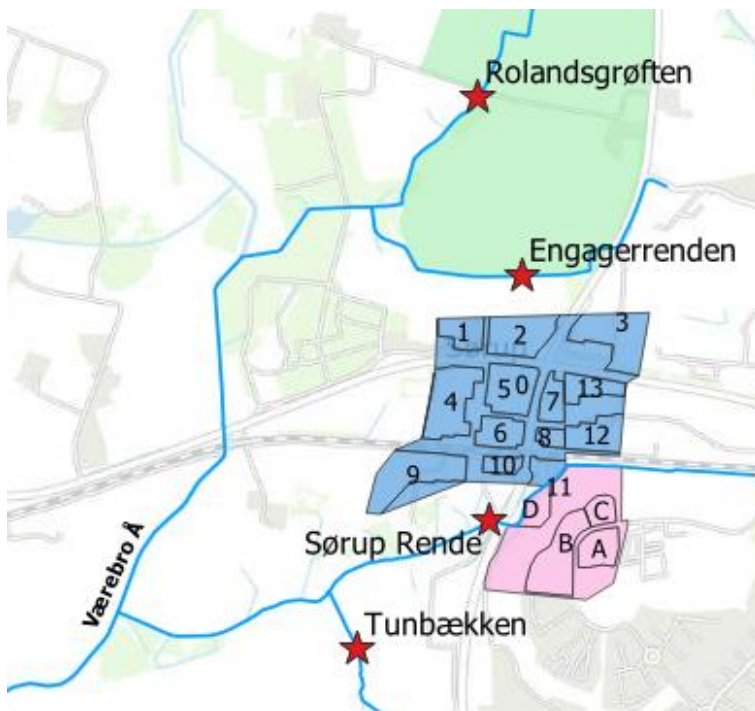 Rolandsgrøften
Engagerrenden
1
2
3
Sørup
4
5
0
7
13
6
8
12
9
10
11
D
C
Sørup Rende
B
A
Værebro Å
Tunbækken